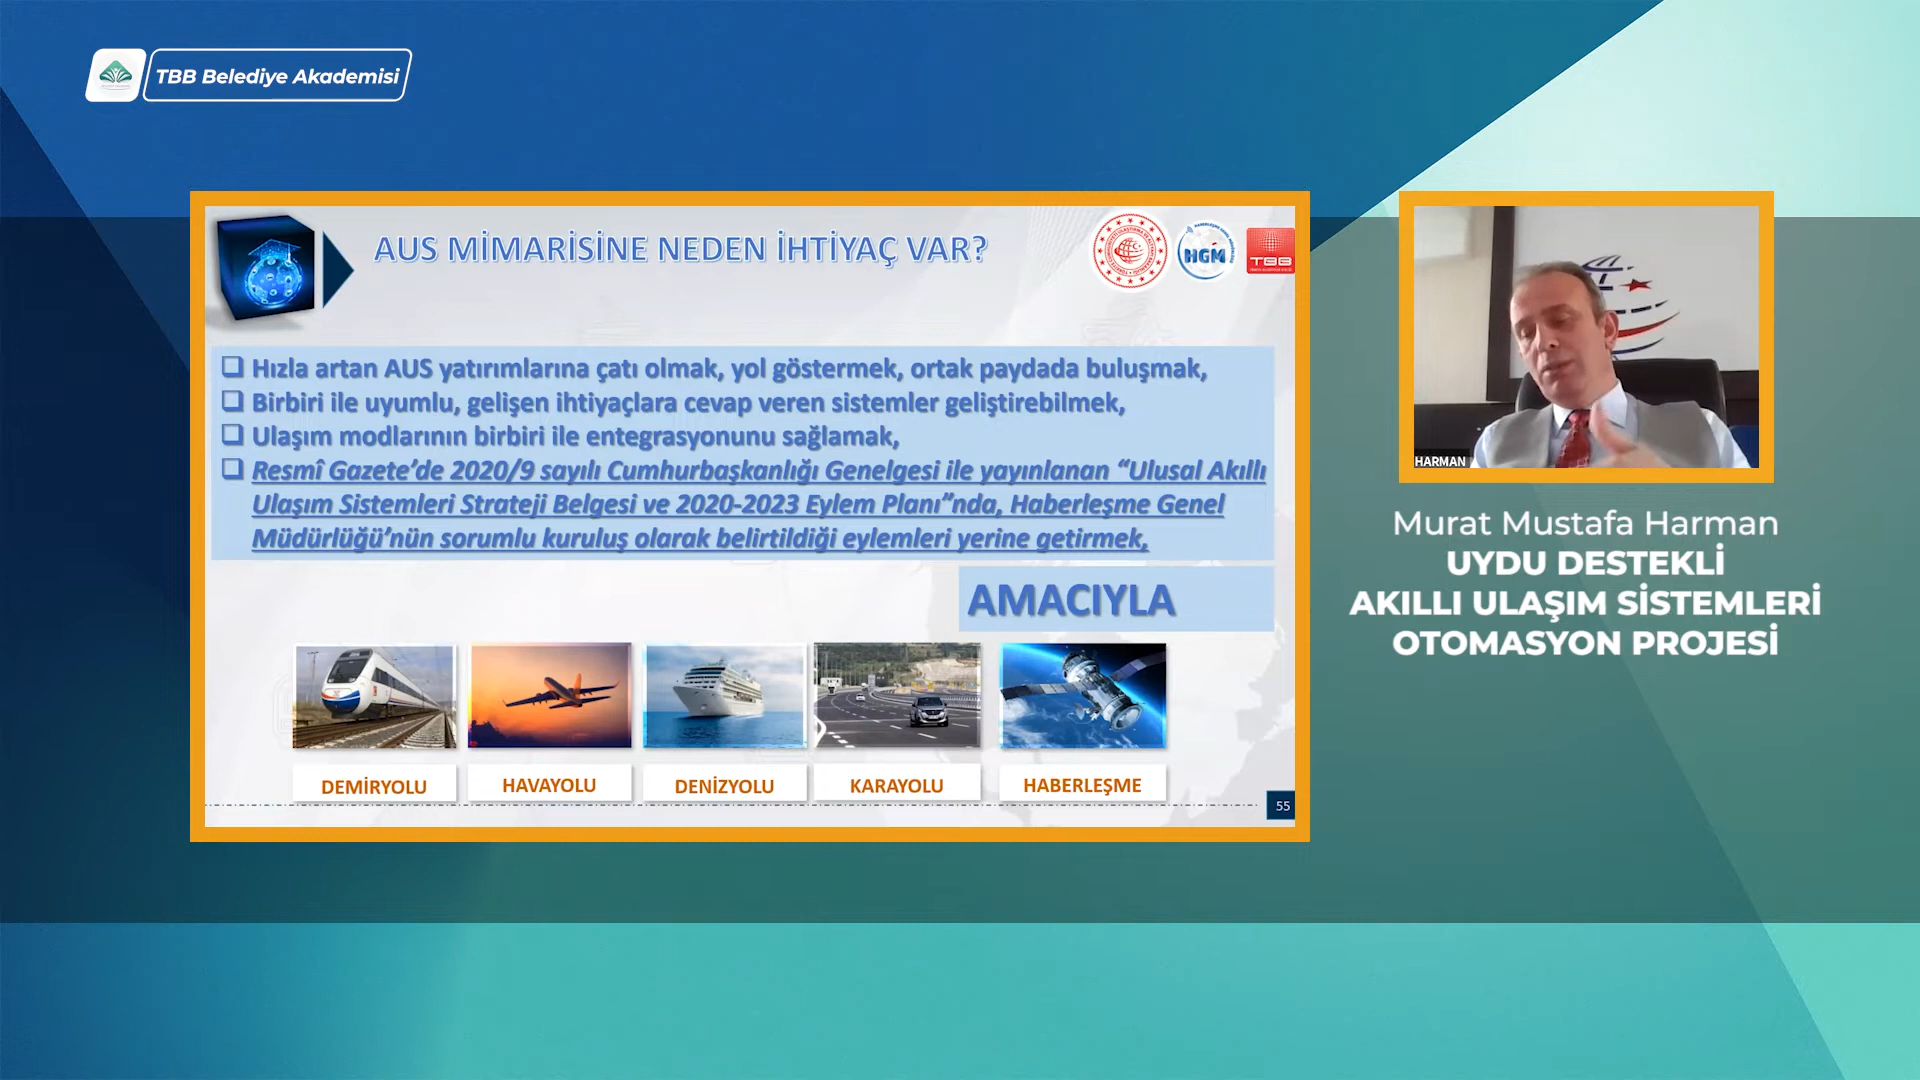 TBB Belediye Akademisi
AUS MİMARİSİNE NEDEN İHTİYAÇ VAR?
HGM
TBB
❑ Hızla artan AUS yatırımlarına çatı olmak, yol göstermek, ortak paydada buluşmak,
❑ Birbiri ile uyumlu, gelişen ihtiyaçlara cevap veren sistemler geliştirebilmek,
❑ Ulaşım modlarının birbiri ile entegrasyonunu sağlamak,
❑ Resmî Gazete’de 2020/9 sayılı Cumhurbaşkanlığı Genelgesi ile yayınlanan “Ulusal Akıllı
Ulaşım Sistemleri Strateji Belgesi ve 2020-2023 Eylem Planı”nda, Haberleşme Genel
Müdürlüğü’nün sorumlu kuruluş olarak belirtildiği eylemleri yerine getirmek,
AMACIYLA
DEMİRYOLU
HAVAYOLU
DENİZYOLU
KARAYOLU
HABERLEŞME
55
HARMAN
Murat Mustafa Harman
UYDU DESTEKLİ
AKILLI ULAŞIM SİSTEMLERİ
OTOMASYON PROJESİ